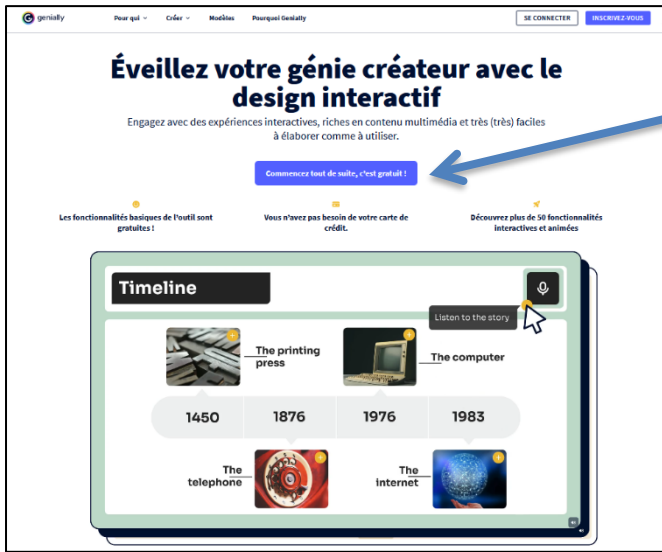 genially
Pour qui
Créer
Modèles
Pourquoi Genially
SE CONNECTER
INSCRIVEZ-VOUS
Éveillez votre génie créateur avec le
design interactif
Engagez avec des expériences interactives, riches en contenu multimédia et très (très) faciles
à élaborer comme à utiliser.
Commencez tout de suite, c'est gratuit !
Les fonctionnalités basiques de l'outil sont
gratuites !
Vous n'avez pas besoin de votre carte de
crédit.
Découvrez plus de 50 fonctionnalités
interactives et animées
Timeline
Listen to the story
The printing
press
The computer
1450
1876
1976
1983
The
telephone
The
internet